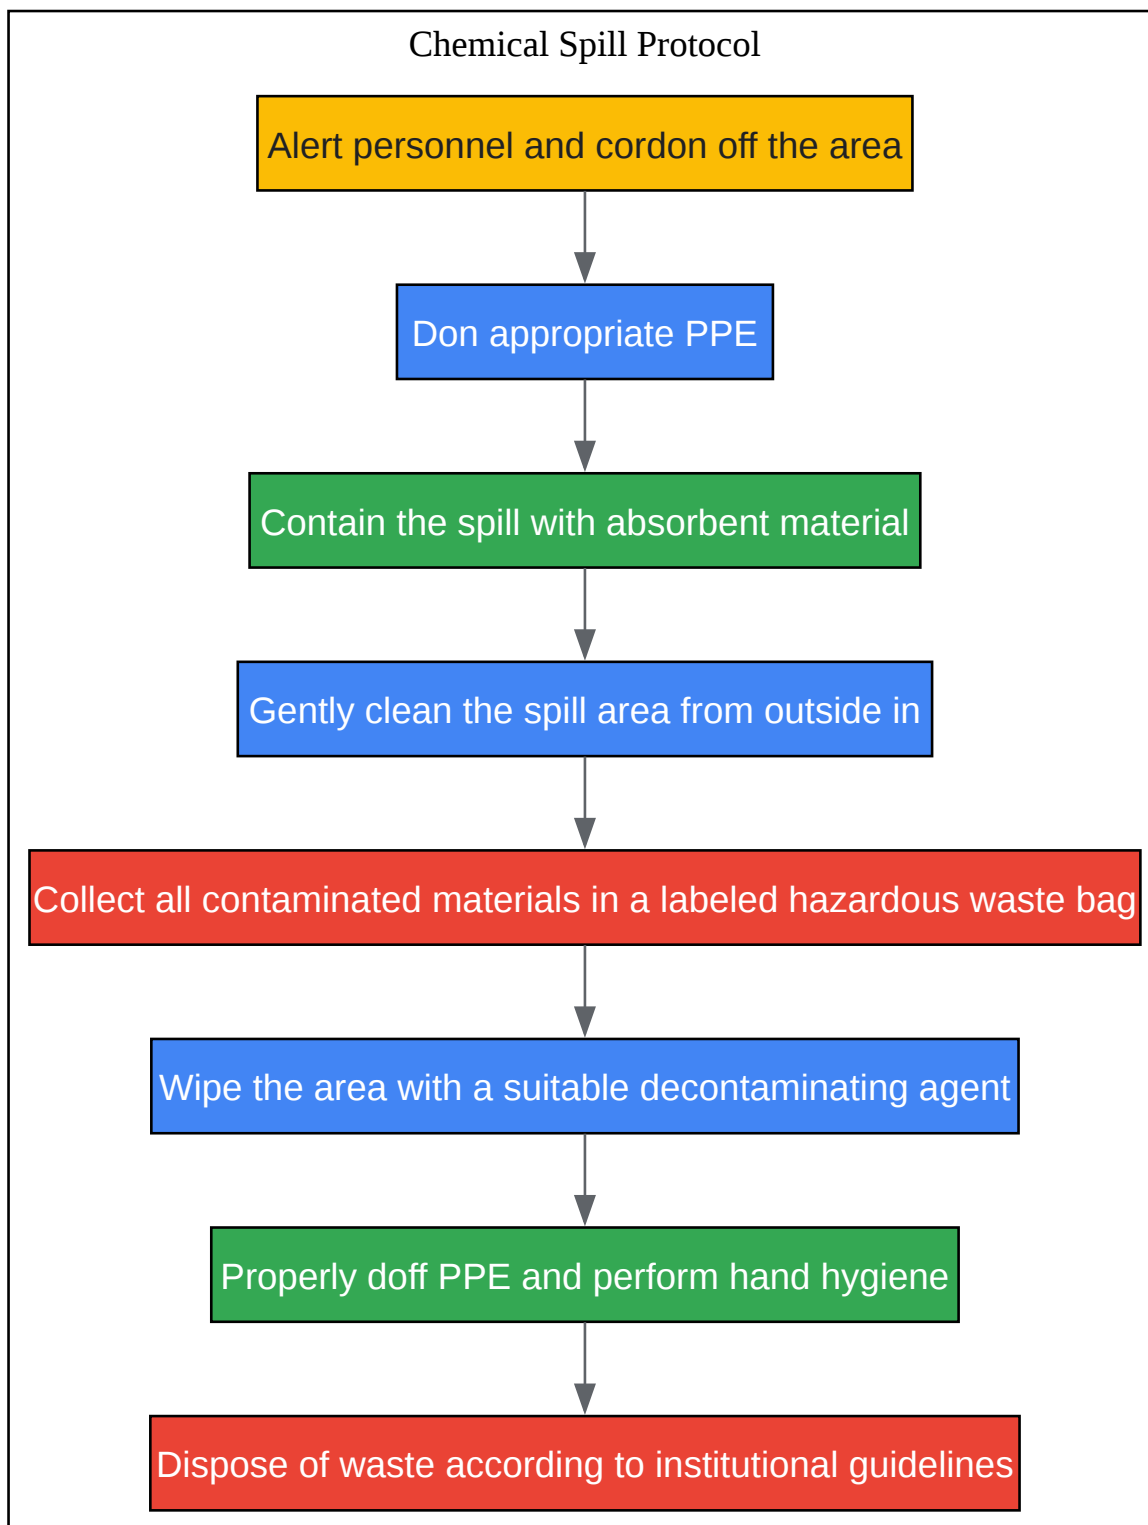 Chemical Spill Protocol
Alert personnel and cordon off the area
Don appropriate PPE
Contain the spill with absorbent material
Gently clean the spill area from outside in
Collect all contaminated materials in a labeled hazardous waste bag
Wipe the area with a suitable decontaminating agent
Properly doff PPE and perform hand hygiene
Dispose of waste according to institutional guidelines